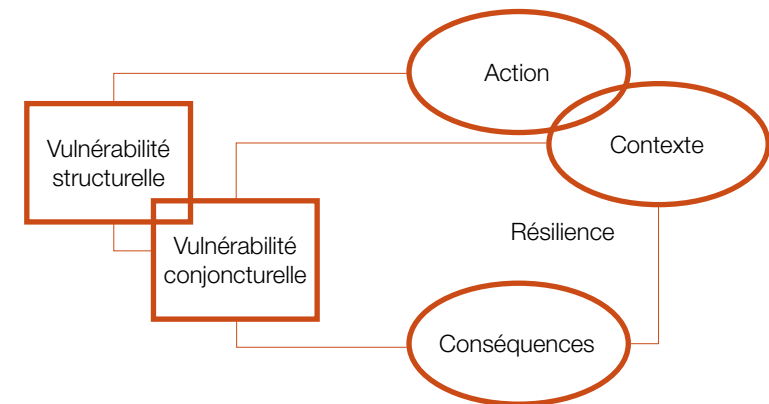 Action
Vulnérabilité
structurelle
Contexte
Résilience
Vulnérabilité
conjoncturelle
Conséquences